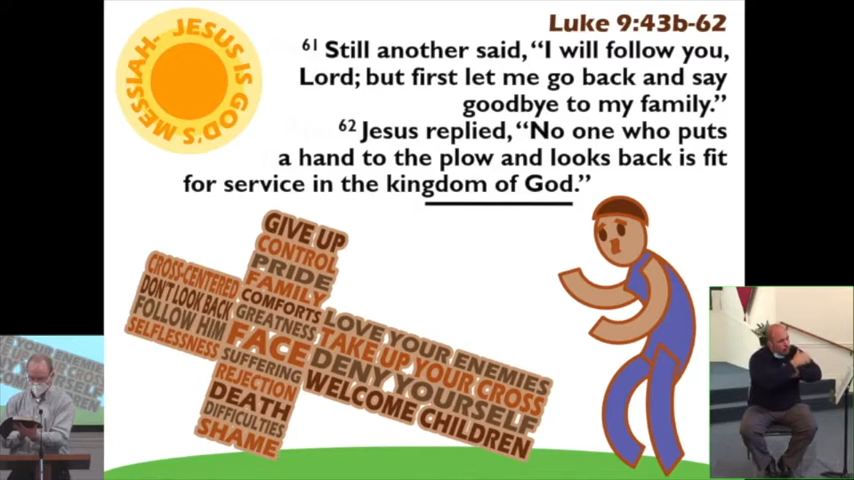 JESUS IS GOD'S MESSIAH-
Luke 9:43b-62
61 Still another said, “I will follow you,
Lord; but first let me go back and say
goodbye to my family.”
62 Jesus replied, “No one who puts
a hand to the plow and looks back is fit
for service in the kingdom of God.”
GIVE UP
CONTROL
PRIDE
FAMILY
COMFORTS
GREATNESS
FACE
SUFFERING
REJECTION
DEATH
DIFFICULTIES
SHAME
CROSS-CENTERED
DON'T LOOK BACK
FOLLOW HIM
SELFLESSNESS
LOVE YOUR ENEMIES
TAKE UP YOUR CROSS
DENY YOURSELF
WELCOME CHILDREN